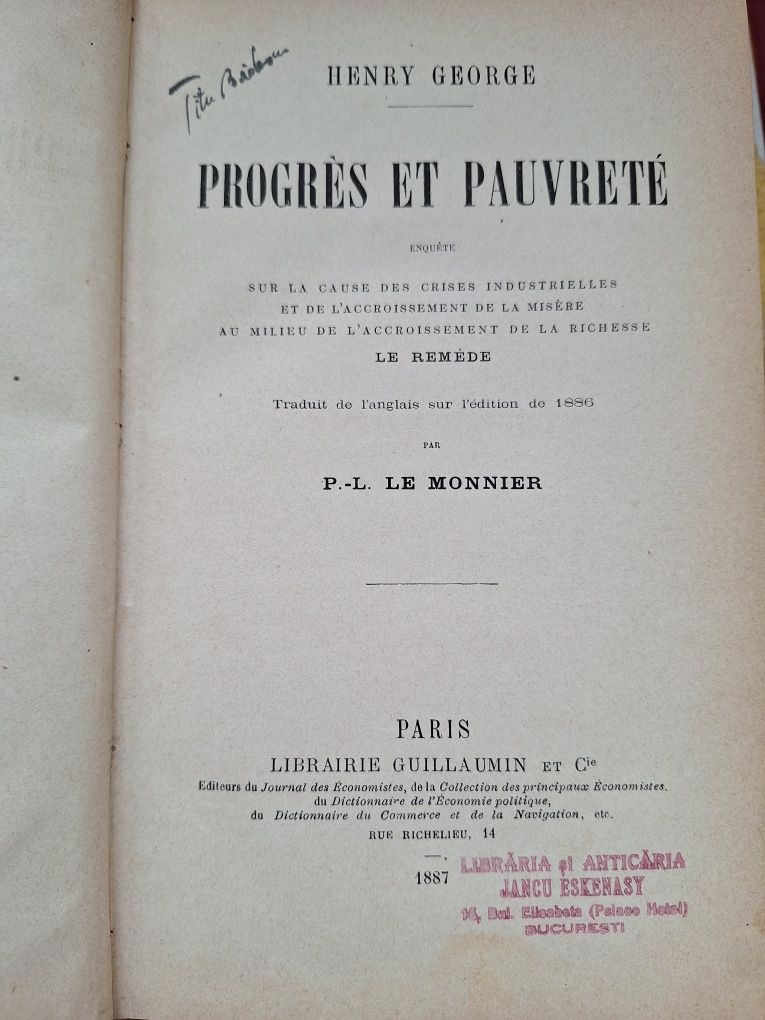 HENRY GEORGE
Titu
PROGRÈS ET PAUVRETÉ
ENQUÊTE
SUR LA CAUSE DES CRISES INDUSTRIELLES
ET DE L'ACCROISSEMENT DE LA MISÈRE
AU MILIEU DE L'ACCROISSEMENT DE LA RICHESSE
LE REMÈDE
Traduit de l'anglais sur l'édition de 1886
PAR
P.-L. LE MONNIER
PARIS
LIBRAIRIE GUILLAUMIN ET Cie
Editeurs du Journal des Économistes, de la Collection des principaux Économistes,
du Dictionnaire de l'Économie politique,
du Dictionnaire du Commerce et de la Navigation, etc.
RUE RICHELIEU, 14
1887
LIBRĂRIA și ANTICĂRIA
JANCU ESKENASY
16, Bul. Elisabeta (Palace Hotel)
BUCUREȘTI